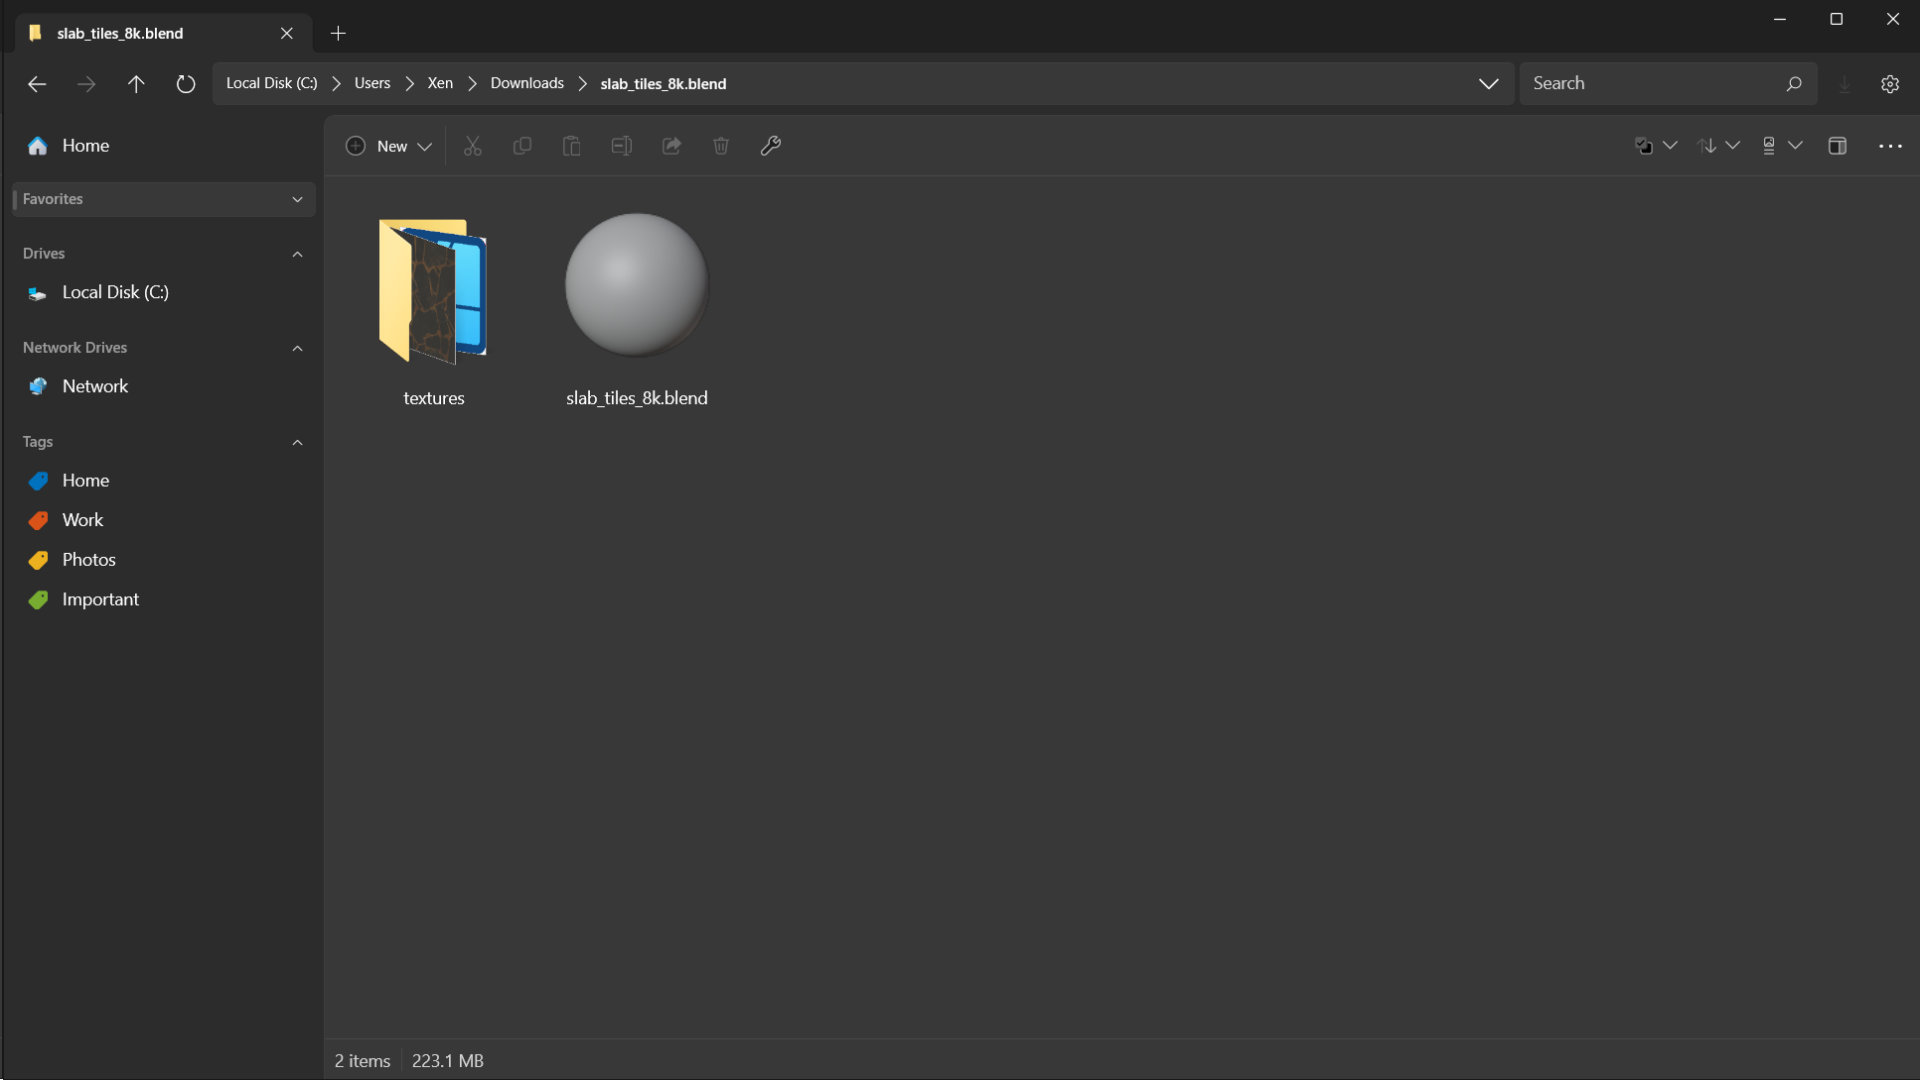 slab_tiles_8k.blend
Local Disk (C:) Users Xen Downloads slab_tiles_8k.blend
Search
Home
New
Favorites
Drives
Local Disk (C:)
Network Drives
Network
Tags
Home
Work
Photos
Important
textures
slab_tiles_8k.blend
2 items 223.1 MB